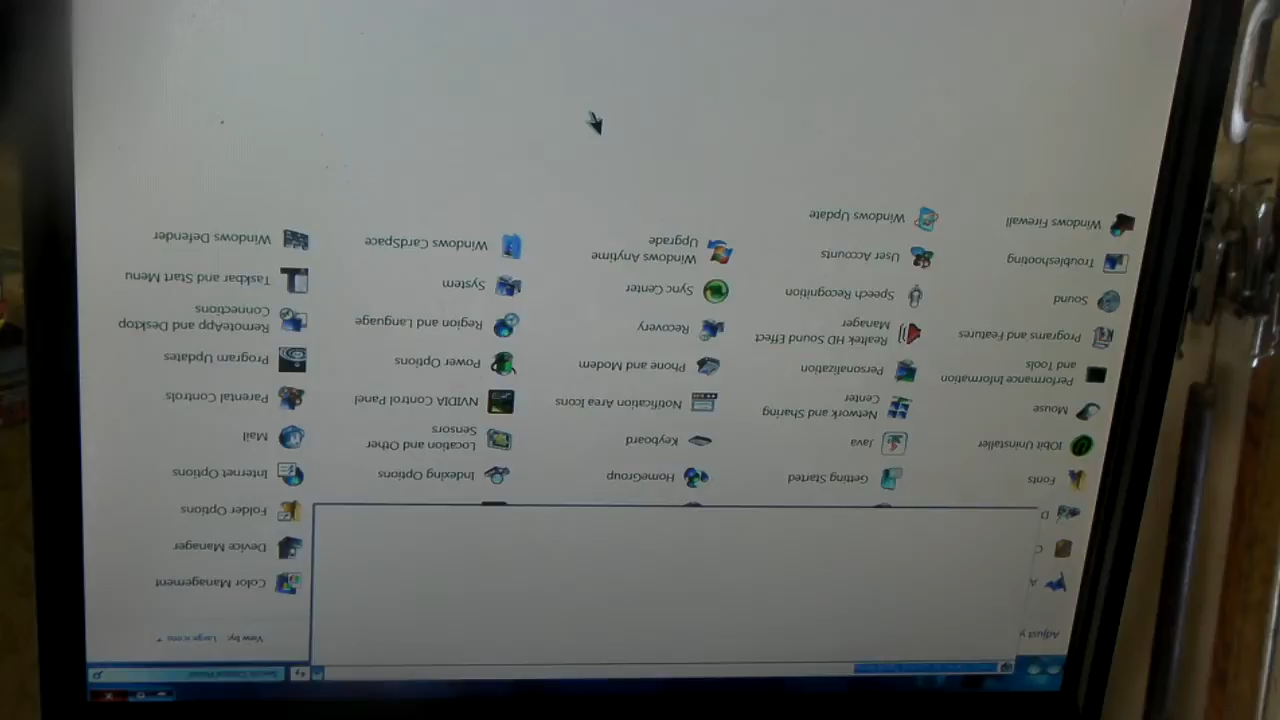 Adjust y
View by: Large icons
A
Color Management
C
Device Manager
D
Folder Options
Fonts
Getting Started
HomeGroup
Indexing Options
Internet Options
IObit Uninstaller
Java
Keyboard
Location and Other
Sensors
Mail
Mouse
Network and Sharing
Center
Notification Area Icons
NVIDIA Control Panel
Parental Controls
Performance Information
and Tools
Personalization
Phone and Modem
Power Options
Program Updates
Programs and Features
Realtek HD Sound Effect
Manager
Recovery
Region and Language
RemoteApp and Desktop
Connections
Sound
Speech Recognition
Sync Center
System
Taskbar and Start Menu
Troubleshooting
User Accounts
Windows Anytime
Upgrade
Windows CardSpace
Windows Defender
Windows Firewall
Windows Update